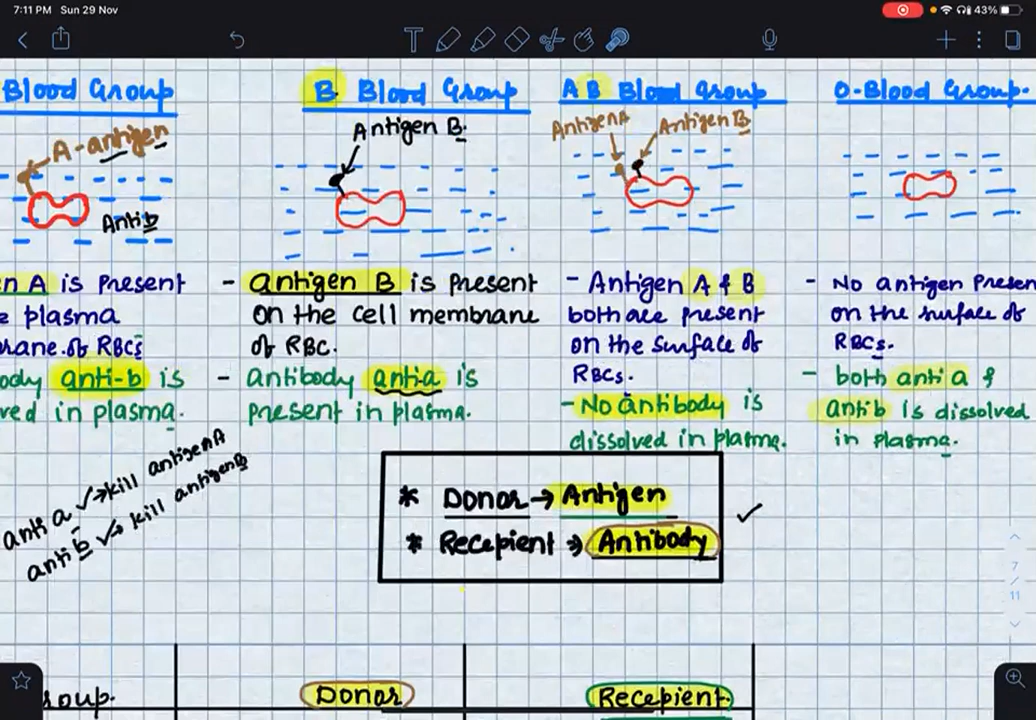 7:11 PM Sun 29 Nov
43%
Blood Group
A-antigen
Antib
n A is present
plasma
rane of RBCs
ody anti-b is
ved in plasma.
anti a → kill antigen A
anti b → kill antigen B
B Blood Group
Antigen B
- antigen B is present
on the cell membrane
of RBC.
- antibody anti a is
present in plasma.
AB Blood Group
Antigen A
Antigen B
- Antigen A & B
both are present
on the surface of
RBCs.
- No antibody is
dissolved in plasma.
O-Blood Group.
- No antigen Presen
on the surface of
RBCs.
- both anti a &
anti b is dissolved
in plasma.
* Donor → Antigen
* Recepient → Antibody
7
/
11
roup.
Donor
Recepient